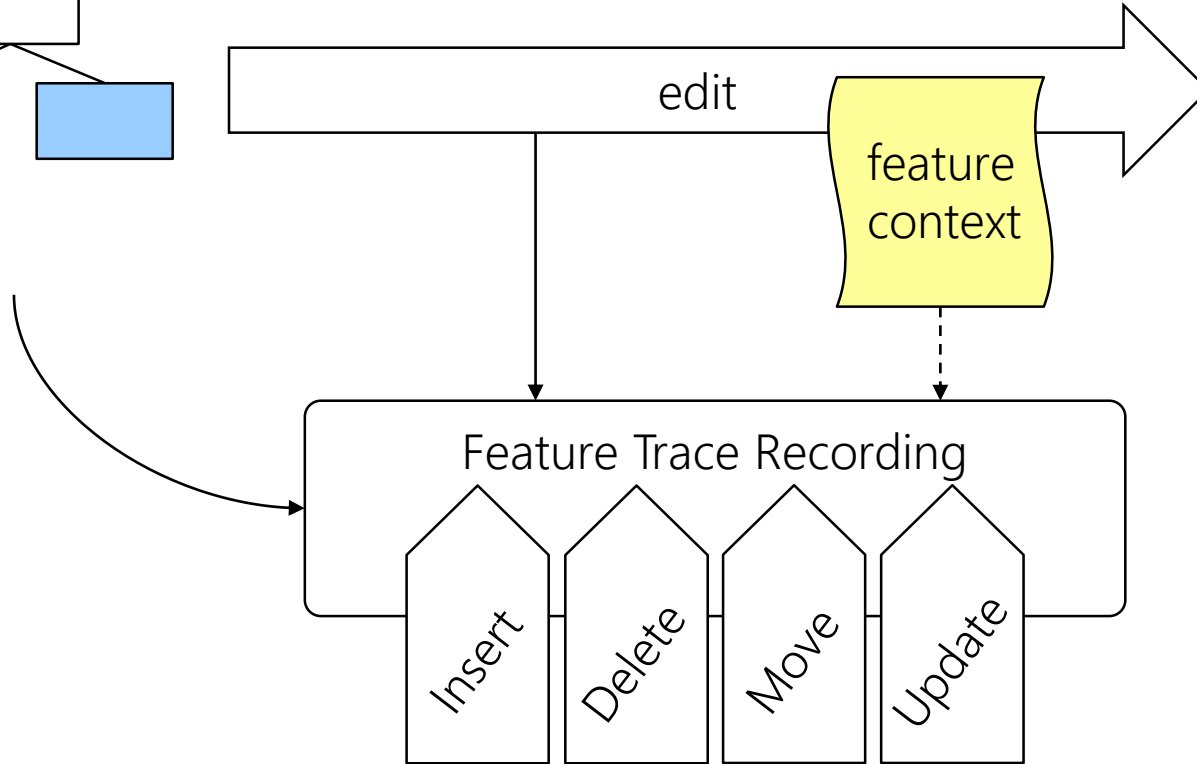 edit
feature
context
Feature Trace Recording
Insert
Delete
Move
Update